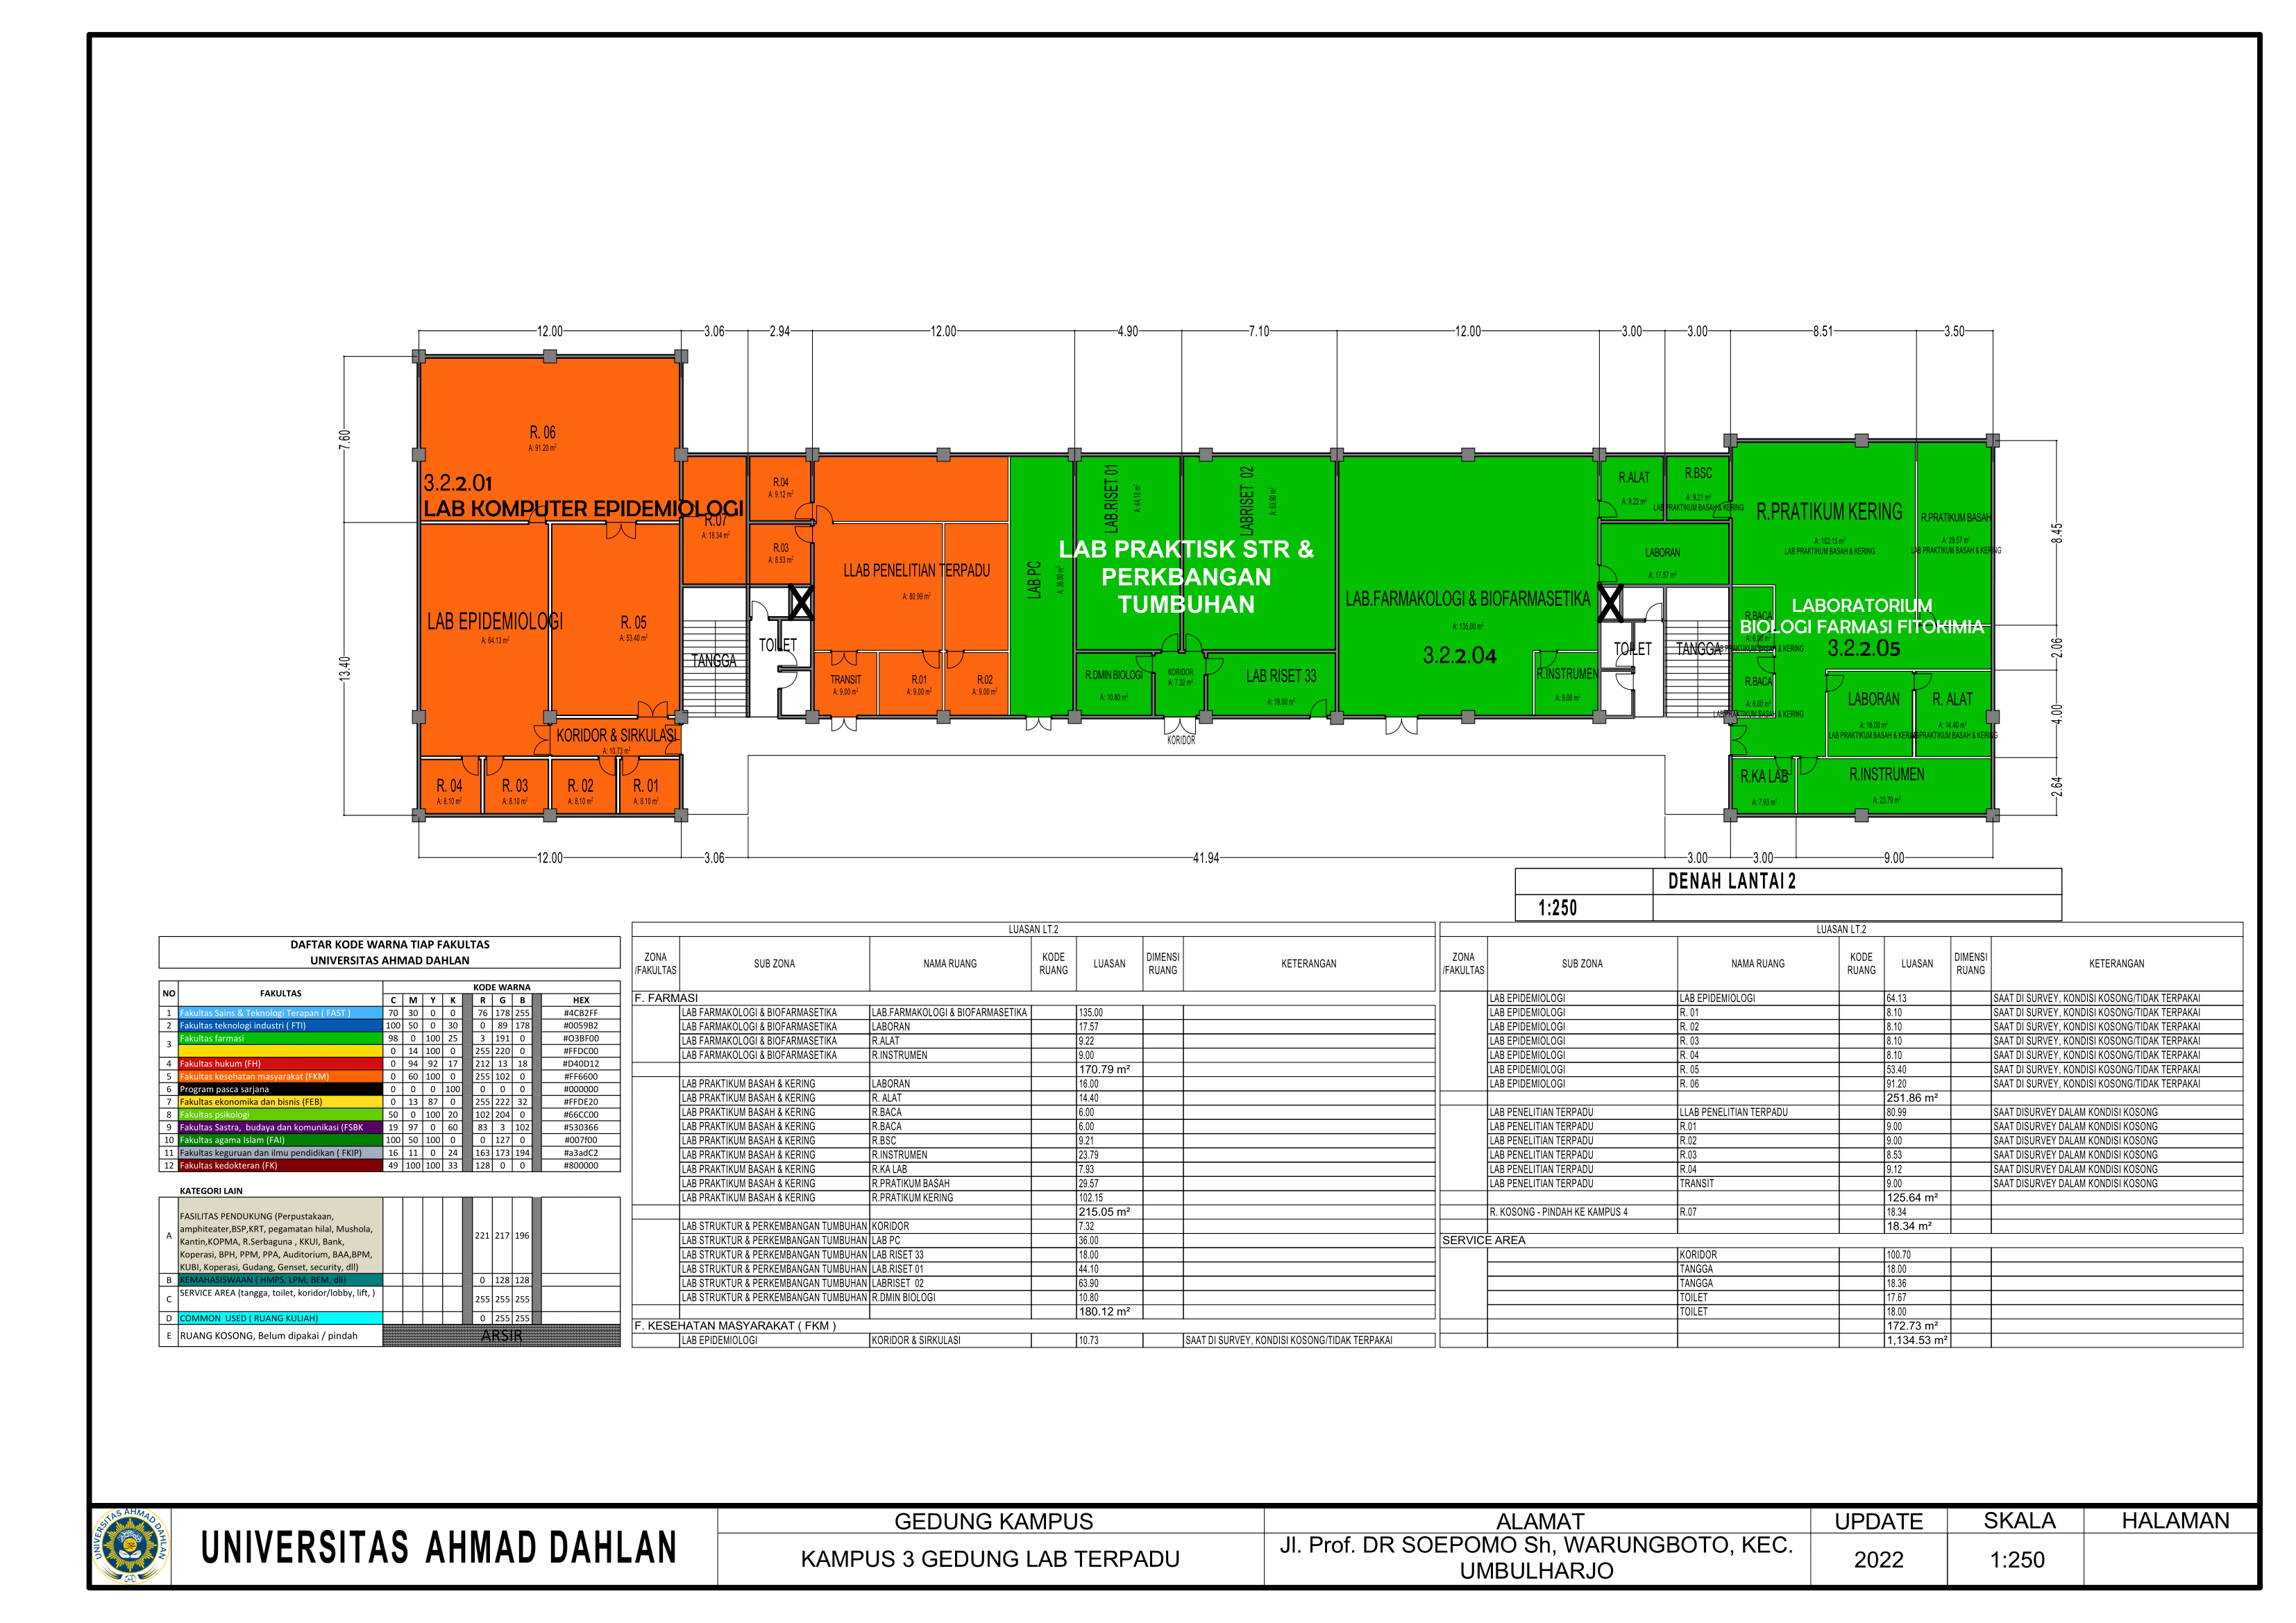 12.00 3.06 2.94 12.00 4.90 7.10 12.00 3.00 3.00 8.51 3.50
7.60
13.40
R. 06
A: 91.20 m²
3.2.2.01
LAB KOMPUTER EPIDEMIOLOGI
R.07
A: 18.34 m²
R.04
A: 9.12 m²
R.03
A: 8.53 m²
LAB EPIDEMIOLOGI
A: 64.13 m²
R. 05
A: 53.40 m²
TANGGA
TOILET
KORIDOR & SIRKULASI
A: 10.73 m²
R. 04
A: 8.10 m²
R. 03
A: 8.10 m²
R. 02
A: 8.10 m²
R. 01
A: 8.10 m²
LLAB PENELITIAN TERPADU
A: 80.99 m²
TRANSIT
A: 9.00 m²
R.01
A: 9.00 m²
R.02
A: 9.00 m²
LAB PC
A: 36.00 m²
LAB.RISET 01
A: 44.10 m²
LABRISET 02
A: 63.90 m²
LAB PRAKTISK STR &
PERKBANGAN
TUMBUHAN
R.DMIN BIOLOGI
A: 10.80 m²
KORIDOR
A: 7.32 m²
LAB RISET 33
A: 18.00 m²
KORIDOR
LAB.FARMAKOLOGI & BIOFARMASETIKA
A: 135.00 m²
3.2.2.04
R.INSTRUMEN
A: 9.00 m²
R.ALAT
A: 9.22 m²
R.BSC
A: 9.21 m²
LAB PRAKTIKUM BASAH & KERING
LABORAN
A: 17.57 m²
TOILET
TANGGA
R.PRATIKUM KERING
A: 102.15 m²
LAB PRAKTIKUM BASAH & KERING
R.PRATIKUM BASAH
A: 29.57 m²
LAB PRAKTIKUM BASAH & KERING
LABORATORIUM
BIOLOGI FARMASI FITOKIMIA
3.2.2.05
R.BACA
A: 6.00 m²
LAB PRAKTIKUM BASAH & KERING
R.BACA
A: 6.00 m²
LAB PRAKTIKUM BASAH & KERING
LABORAN
A: 16.00 m²
LAB PRAKTIKUM BASAH & KERING
R. ALAT
A: 14.40 m²
LAB PRAKTIKUM BASAH & KERING
R.KA LAB
A: 7.93 m²
R.INSTRUMEN
A: 23.79 m²
8.45
2.06
4.00
2.64
12.00 3.06 41.94 3.00 3.00 9.00
DENAH LANTAI 2
1:250
DAFTAR KODE WARNA TIAP FAKULTAS
UNIVERSITAS AHMAD DAHLAN
NO FAKULTAS KODE WARNA
C M Y K R G B HEX
1 Fakultas Sains & Teknologi Terapan ( FAST ) 70 30 0 0 76 178 255 #4CB2FF
2 Fakultas teknologi industri ( FTI) 100 50 0 30 0 89 178 #0059B2
3 Fakultas farmasi 98 0 100 25 3 191 0 #O3BF00
0 14 100 0 255 220 0 #FFDC00
4 Fakultas hukum (FH) 0 94 92 17 212 13 18 #D40D12
5 Fakultas kesehatan masyarakat (FKM) 0 60 100 0 255 102 0 #FF6600
6 Program pasca sarjana 0 0 0 100 0 0 0 #000000
7 Fakultas ekonomika dan bisnis (FEB) 0 13 87 0 255 222 32 #FFDE20
8 Fakultas psikologi 50 0 100 20 102 204 0 #66CC00
9 Fakultas Sastra, budaya dan komunikasi (FSBK 19 97 0 60 83 3 102 #530366
10 Fakultas agama Islam (FAI) 100 50 100 0 0 127 0 #007f00
11 Fakultas keguruan dan ilmu pendidikan ( FKIP) 16 11 0 24 163 173 194 #a3adC2
12 Fakultas kedokteran (FK) 49 100 100 33 128 0 0 #800000
KATEGORI LAIN
A FASILITAS PENDUKUNG (Perpustakaan,
amphiteater,BSP,KRT, pegamatan hilal, Mushola,
Kantin,KOPMA, R.Serbaguna , KKUI, Bank,
Koperasi, BPH, PPM, PPA, Auditorium, BAA,BPM,
KUBI, Koperasi, Gudang, Genset, security, dll)
221 217 196
B KEMAHASISWAAN ( HMPS, LPM, BEM, dll) 0 128 128
C SERVICE AREA (tangga, toilet, koridor/lobby, lift, ) 255 255 255
D COMMON USED ( RUANG KULIAH) 0 255 255
E RUANG KOSONG, Belum dipakai / pindah ARSIR
LUASAN LT.2
ZONA /FAKULTAS SUB ZONA NAMA RUANG KODE RUANG LUASAN DIMENSI RUANG KETERANGAN
F. FARMASI
LAB FARMAKOLOGI & BIOFARMASETIKA LAB.FARMAKOLOGI & BIOFARMASETIKA 135.00
LAB FARMAKOLOGI & BIOFARMASETIKA LABORAN 17.57
LAB FARMAKOLOGI & BIOFARMASETIKA R.ALAT 9.22
LAB FARMAKOLOGI & BIOFARMASETIKA R.INSTRUMEN 9.00
170.79 m²
LAB PRAKTIKUM BASAH & KERING LABORAN 16.00
LAB PRAKTIKUM BASAH & KERING R. ALAT 14.40
LAB PRAKTIKUM BASAH & KERING R.BACA 6.00
LAB PRAKTIKUM BASAH & KERING R.BACA 6.00
LAB PRAKTIKUM BASAH & KERING R.BSC 9.21
LAB PRAKTIKUM BASAH & KERING R.INSTRUMEN 23.79
LAB PRAKTIKUM BASAH & KERING R.KA LAB 7.93
LAB PRAKTIKUM BASAH & KERING R.PRATIKUM BASAH 29.57
LAB PRAKTIKUM BASAH & KERING R.PRATIKUM KERING 102.15
215.05 m²
LAB STRUKTUR & PERKEMBANGAN TUMBUHAN KORIDOR 7.32
LAB STRUKTUR & PERKEMBANGAN TUMBUHAN LAB PC 36.00
LAB STRUKTUR & PERKEMBANGAN TUMBUHAN LAB RISET 33 18.00
LAB STRUKTUR & PERKEMBANGAN TUMBUHAN LAB.RISET 01 44.10
LAB STRUKTUR & PERKEMBANGAN TUMBUHAN LABRISET 02 63.90
LAB STRUKTUR & PERKEMBANGAN TUMBUHAN R.DMIN BIOLOGI 10.80
180.12 m²
F. KESEHATAN MASYARAKAT ( FKM )
LAB EPIDEMIOLOGI KORIDOR & SIRKULASI 10.73 SAAT DI SURVEY, KONDISI KOSONG/TIDAK TERPAKAI
LUASAN LT.2
ZONA /FAKULTAS SUB ZONA NAMA RUANG KODE RUANG LUASAN DIMENSI RUANG KETERANGAN
LAB EPIDEMIOLOGI LAB EPIDEMIOLOGI 64.13 SAAT DI SURVEY, KONDISI KOSONG/TIDAK TERPAKAI
LAB EPIDEMIOLOGI R. 01 8.10 SAAT DI SURVEY, KONDISI KOSONG/TIDAK TERPAKAI
LAB EPIDEMIOLOGI R. 02 8.10 SAAT DI SURVEY, KONDISI KOSONG/TIDAK TERPAKAI
LAB EPIDEMIOLOGI R. 03 8.10 SAAT DI SURVEY, KONDISI KOSONG/TIDAK TERPAKAI
LAB EPIDEMIOLOGI R. 04 8.10 SAAT DI SURVEY, KONDISI KOSONG/TIDAK TERPAKAI
LAB EPIDEMIOLOGI R. 05 53.40 SAAT DI SURVEY, KONDISI KOSONG/TIDAK TERPAKAI
LAB EPIDEMIOLOGI R. 06 91.20 SAAT DI SURVEY, KONDISI KOSONG/TIDAK TERPAKAI
251.86 m²
LAB PENELITIAN TERPADU LLAB PENELITIAN TERPADU 80.99 SAAT DISURVEY DALAM KONDISI KOSONG
LAB PENELITIAN TERPADU R.01 9.00 SAAT DISURVEY DALAM KONDISI KOSONG
LAB PENELITIAN TERPADU R.02 9.00 SAAT DISURVEY DALAM KONDISI KOSONG
LAB PENELITIAN TERPADU R.03 8.53 SAAT DISURVEY DALAM KONDISI KOSONG
LAB PENELITIAN TERPADU R.04 9.12 SAAT DISURVEY DALAM KONDISI KOSONG
LAB PENELITIAN TERPADU TRANSIT 9.00 SAAT DISURVEY DALAM KONDISI KOSONG
125.64 m²
R. KOSONG - PINDAH KE KAMPUS 4 R.07 18.34
18.34 m²
SERVICE AREA
KORIDOR 100.70
TANGGA 18.00
TANGGA 18.36
TOILET 17.67
TOILET 18.00
172.73 m²
1,134.53 m²
UNIVERSITAS AHMAD DAHLAN
UNIVERSITAS AHMAD DAHLAN
GEDUNG KAMPUS
KAMPUS 3 GEDUNG LAB TERPADU
ALAMAT
Jl. Prof. DR SOEPOMO Sh, WARUNGBOTO, KEC.
UMBULHARJO
UPDATE
2022
SKALA
1:250
HALAMAN